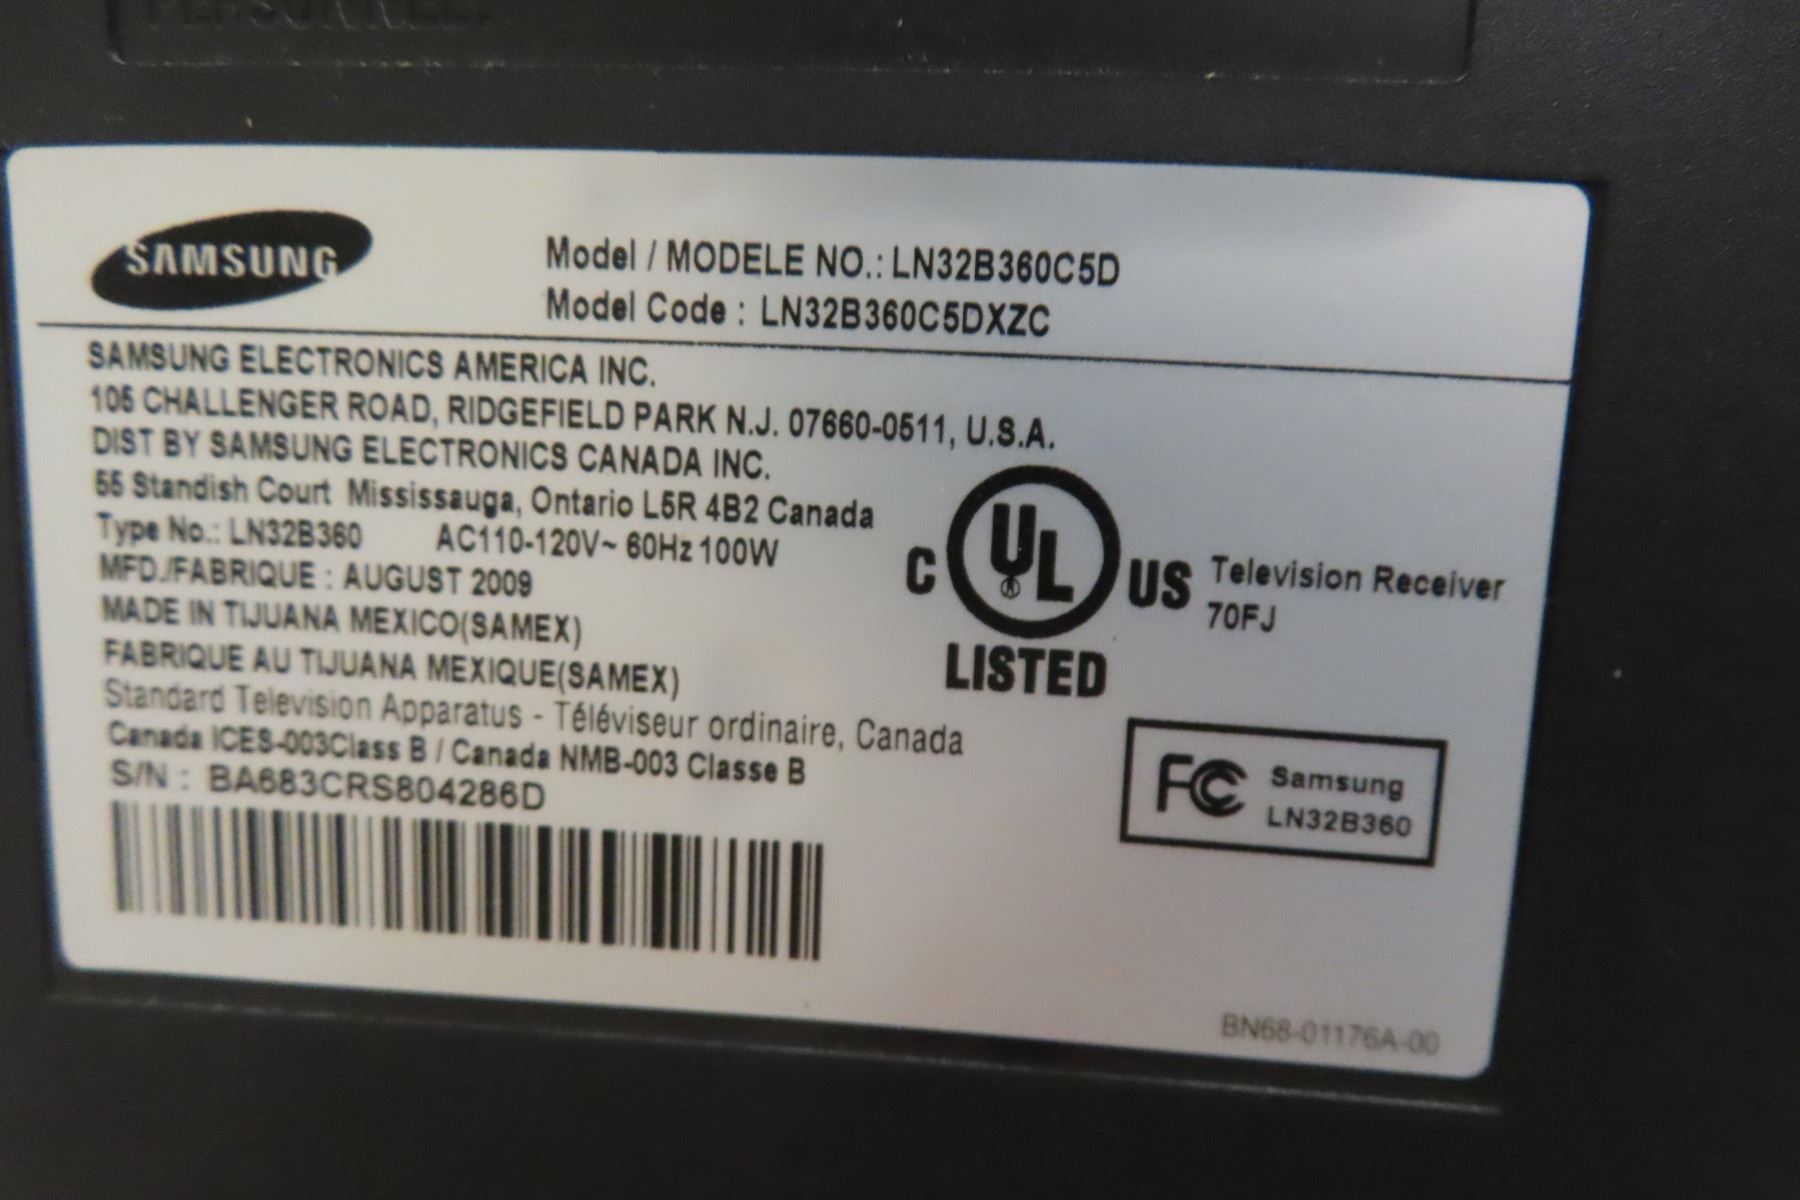 PERSONNEL.
SAMSUNG
Model / MODELE NO.: LN32B360C5D
Model Code : LN32B360C5DXZC
SAMSUNG ELECTRONICS AMERICA INC.
105 CHALLENGER ROAD, RIDGEFIELD PARK N.J. 07660-0511, U.S.A.
DIST BY SAMSUNG ELECTRONICS CANADA INC.
55 Standish Court Mississauga, Ontario L5R 4B2 Canada
Type No.: LN32B360 AC110-120V~ 60Hz 100W
MFD./FABRIQUE : AUGUST 2009
MADE IN TIJUANA MEXICO(SAMEX)
FABRIQUE AU TIJUANA MEXIQUE(SAMEX)
Standard Television Apparatus - Téléviseur ordinaire, Canada
Canada ICES-003Class B / Canada NMB-003 Classe B
S/N : BA683CRS804286D
C UL ® US
LISTED
Television Receiver
70FJ
FC Samsung
LN32B360
BN68-01176A-00